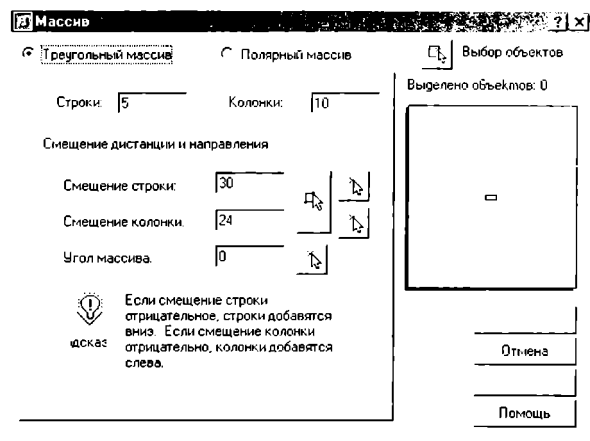 Массив
Треугольный массив
Полярный массив
Выбор объектов
Строки: 5
Колонки: 10
Выделено объектов: 0
Смещение дистанции и направления
Смещение строки: 30
Смещение колонки. 24
Угол массива. 0
Если смещение строки
отрицательное, строки добавятся
вниз. Если смещение колонки
отрицательно, колонки добавятся
слева.
дсказ
Отмена
Помощь